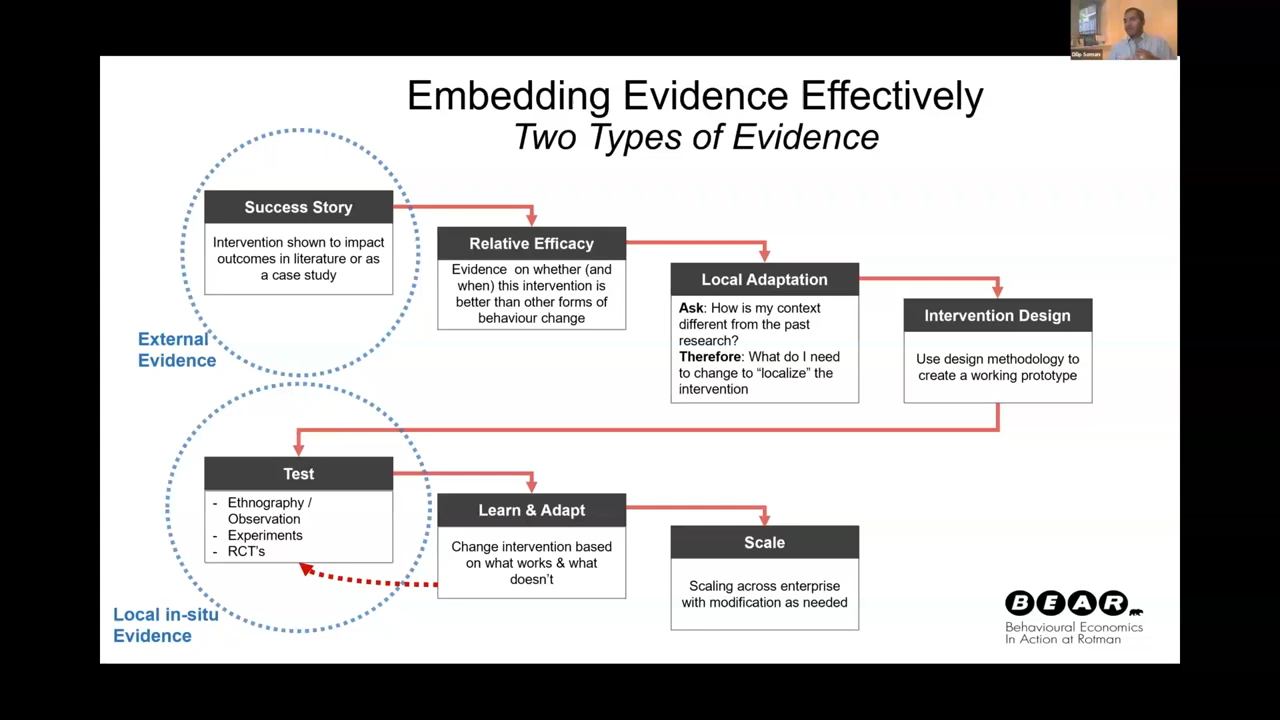 Dilip Soman
Embedding Evidence Effectively
Two Types of Evidence
Success Story
Intervention shown to impact
outcomes in literature or as
a case study
External
Evidence
Relative Efficacy
Evidence on whether (and
when) this intervention is
better than other forms of
behaviour change
Local Adaptation
Ask: How is my context
different from the past
research?
Therefore: What do I need
to change to “localize” the
intervention
Intervention Design
Use design methodology to
create a working prototype
Test
- Ethnography /
Observation
- Experiments
- RCT’s
Local in-situ
Evidence
Learn & Adapt
Change intervention based
on what works & what
doesn’t
Scale
Scaling across enterprise
with modification as needed
BEAR
Behavioural Economics
In Action at Rotman